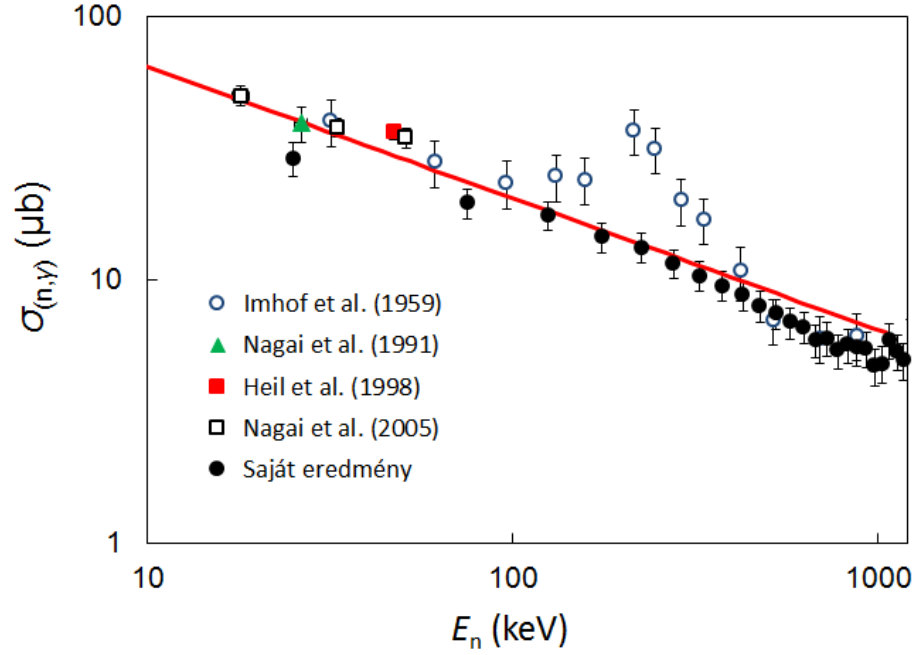 100
10
1
σ(n,γ) (μb)
Imhof et al. (1959)
Nagai et al. (1991)
Heil et al. (1998)
Nagai et al. (2005)
Saját eredmény
10 100 1000
En (keV)